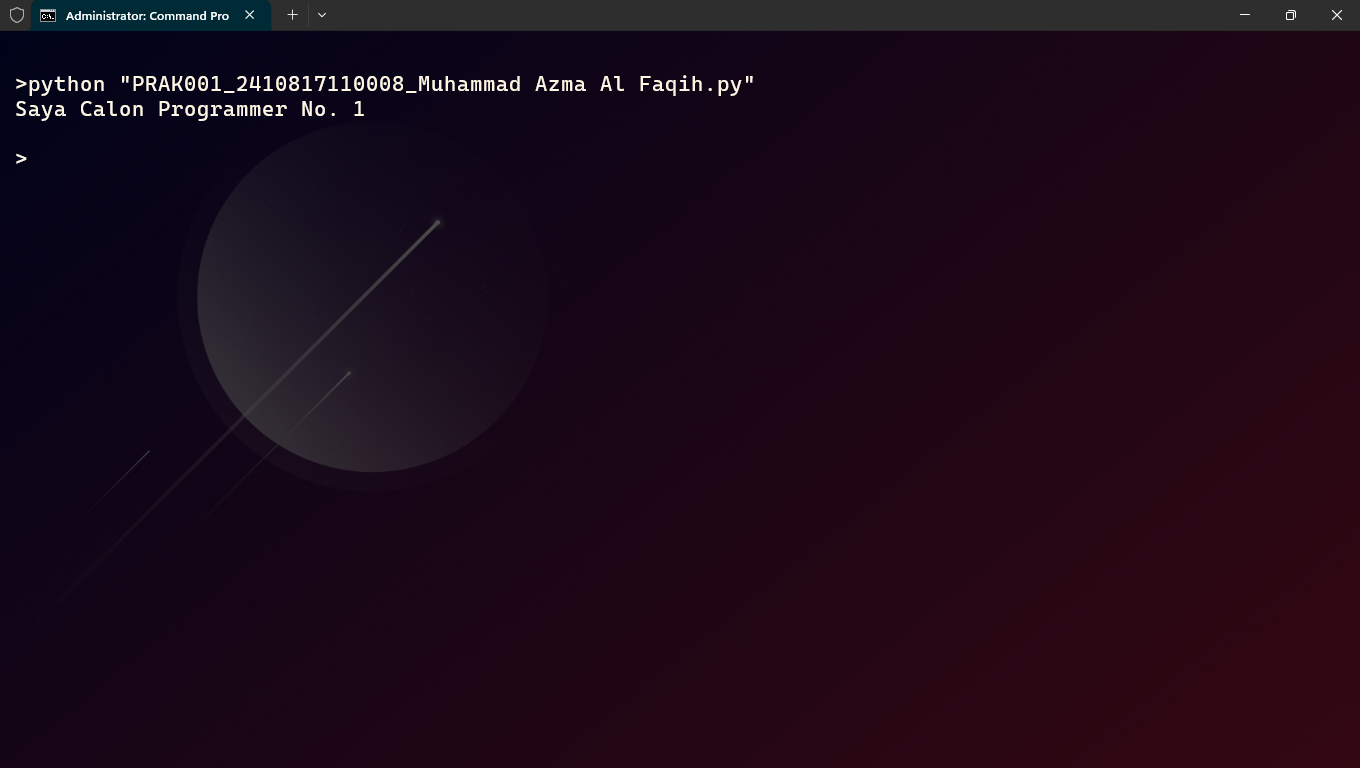 Administrator: Command Pro
>python "PRAK001_2410817110008_Muhammad Azma Al Faqih.py"
Saya Calon Programmer No. 1
>